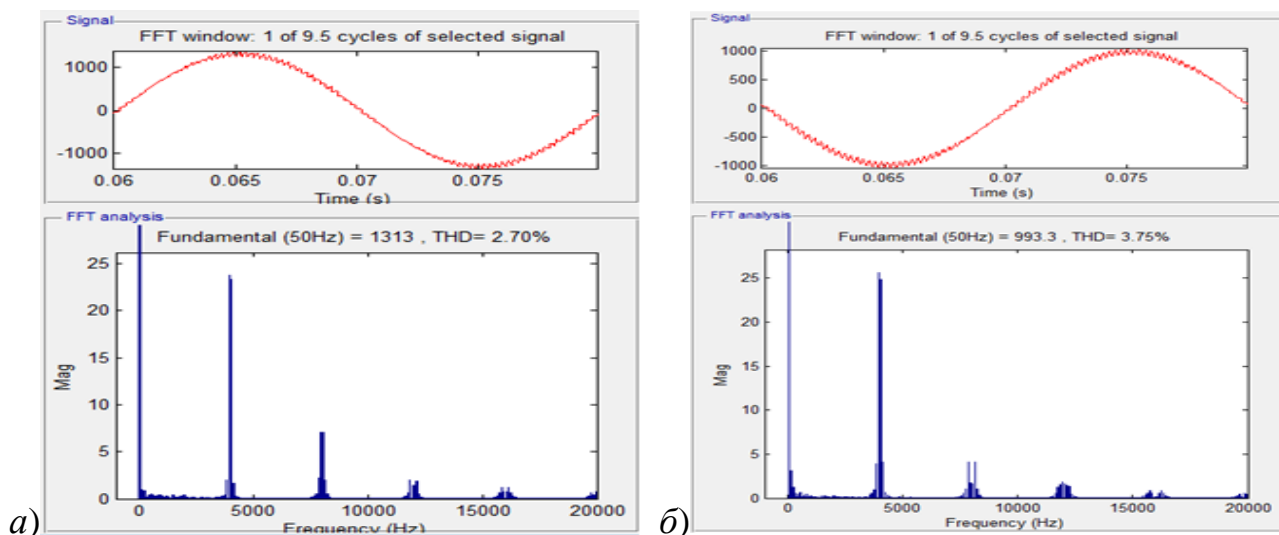 Signal
FFT window: 1 of 9.5 cycles of selected signal
1000
0
-1000
0.06 0.065 0.07 0.075
Time (s)
FFT analysis
Fundamental (50Hz) = 1313 , THD= 2.70%
25
20
15
10
5
0
Mag
0 5000 10000 15000 20000
Frequency (Hz)
а)
Signal
FFT window: 1 of 9.5 cycles of selected signal
1000
500
0
-500
-1000
0.06 0.065 0.07 0.075
Time (s)
FFT analysis
Fundamental (50Hz) = 993.3 , THD= 3.75%
25
20
15
10
5
0
Mag
0 5000 10000 15000 20000
Frequency (Hz)
б)